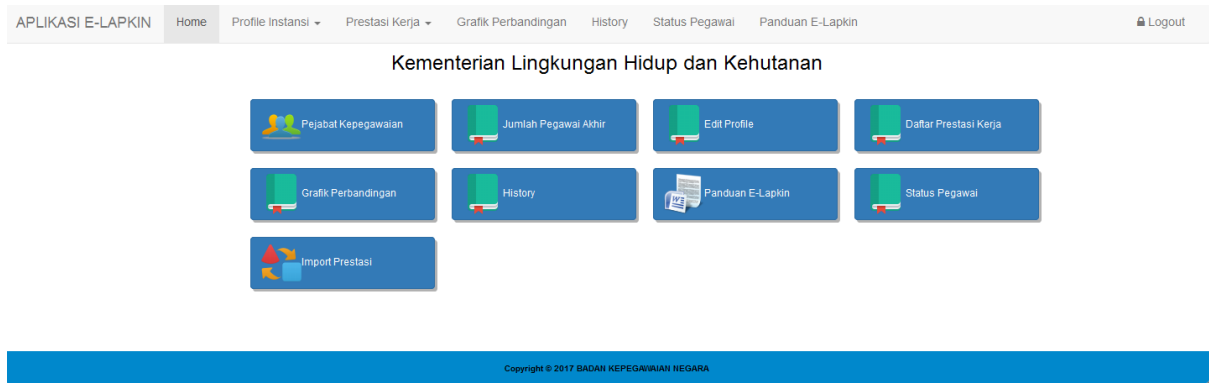 APLIKASI E-LAPKIN Home Profile Instansi Prestasi Kerja Grafik Perbandingan History Status Pegawai Panduan E-Lapkin Logout
Kementerian Lingkungan Hidup dan Kehutanan
Pejabat Kepegawaian Jumlah Pegawai Akhir Edit Profile Daftar Prestasi Kerja
Grafik Perbandingan History Panduan E-Lapkin Status Pegawai
Import Prestasi
Copyright © 2017 BADAN KEPEGAWAIAN NEGARA